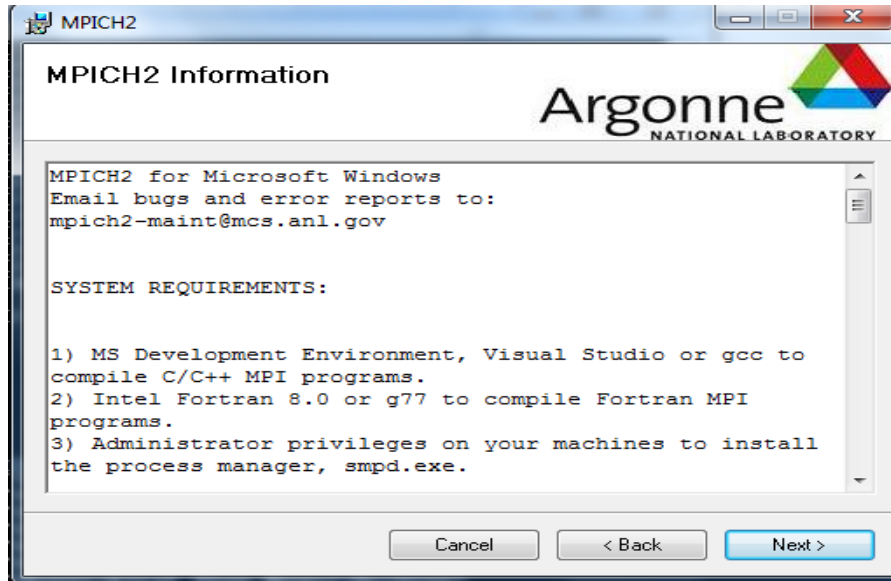 MPICH2
MPICH2 Information
Argonne
NATIONAL LABORATORY
MPICH2 for Microsoft Windows
Email bugs and error reports to:
mpich2-maint@mcs.anl.gov
SYSTEM REQUIREMENTS:
1) MS Development Environment, Visual Studio or gcc to
compile C/C++ MPI programs.
2) Intel Fortran 8.0 or g77 to compile Fortran MPI
programs.
3) Administrator privileges on your machines to install
the process manager, smpd.exe.
Cancel
< Back
Next >